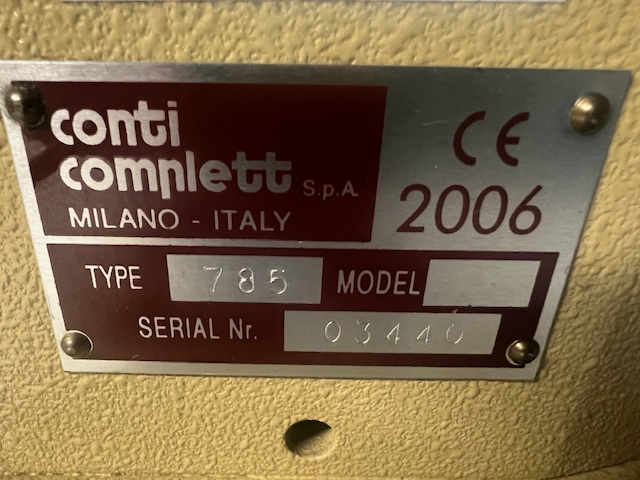 conti
complett S.p.A.
MILANO - ITALY
CE
2006
TYPE 785 MODEL
SERIAL Nr. 03440